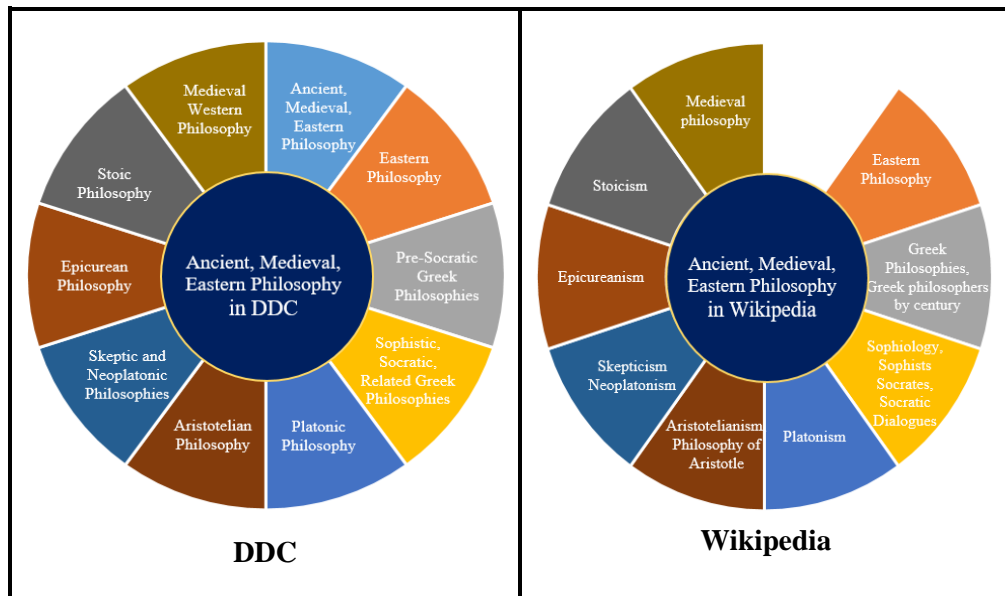 Ancient,
Medieval,
Eastern
Philosophy
Eastern
Philosophy
Pre-Socratic
Greek
Philosophies
Sophistic,
Socratic,
Related Greek
Philosophies
Platonic
Philosophy
Aristotelian
Philosophy
Skeptic and
Neoplatonic
Philosophies
Epicurean
Philosophy
Stoic
Philosophy
Medieval
Western
Philosophy
Ancient, Medieval,
Eastern Philosophy
in DDC
DDC
Eastern
Philosophy
Greek
Philosophies,
Greek philosophers
by century
Sophiology,
Sophists
Socrates,
Socratic
Dialogues
Platonism
Aristotelianism
Philosophy of
Aristotle
Skepticism
Neoplatonism
Epicureanism
Stoicism
Medieval
philosophy
Ancient, Medieval,
Eastern Philosophy
in Wikipedia
Wikipedia